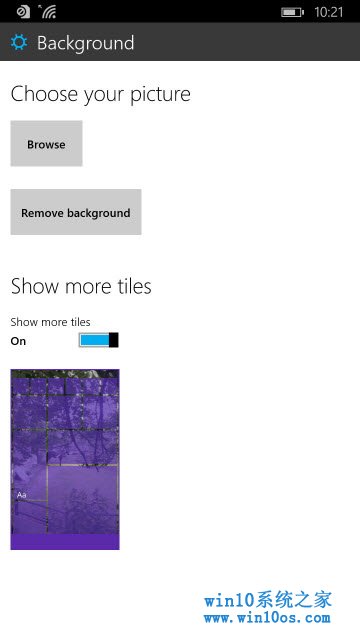 10:21
Background
Choose your picture
Browse
Remove background
Show more tiles
Show more tiles
On
Aa
win10系统之家
www.win10os.com